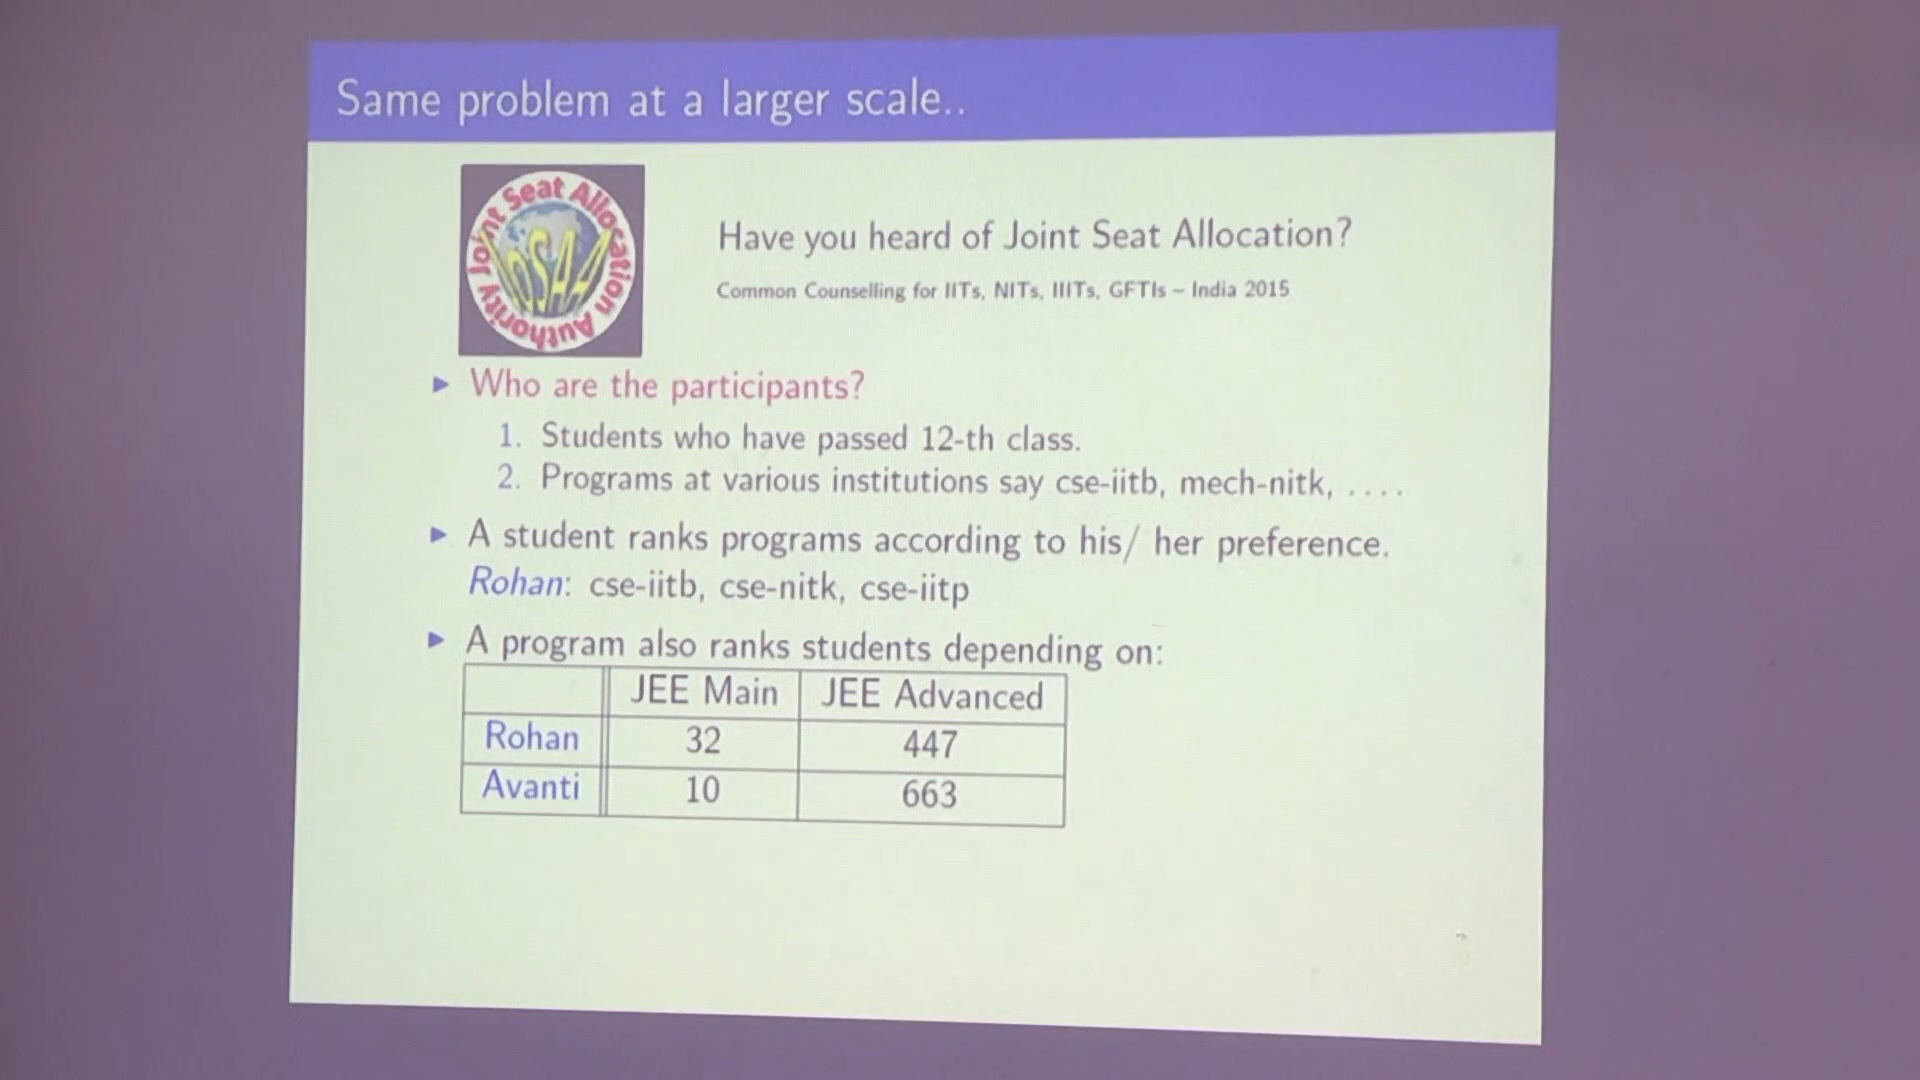 Same problem at a larger scale..
Joint Seat Allocation Authority
JOSAA
Have you heard of Joint Seat Allocation?
Common Counselling for IITs, NITs, IIITs, GFTIs – India 2015
▶ Who are the participants?
1. Students who have passed 12-th class.
2. Programs at various institutions say cse-iitb, mech-nitk, ....
▶ A student ranks programs according to his/ her preference.
Rohan: cse-iitb, cse-nitk, cse-iitp
▶ A program also ranks students depending on:
JEE Main JEE Advanced
Rohan 32 447
Avanti 10 663